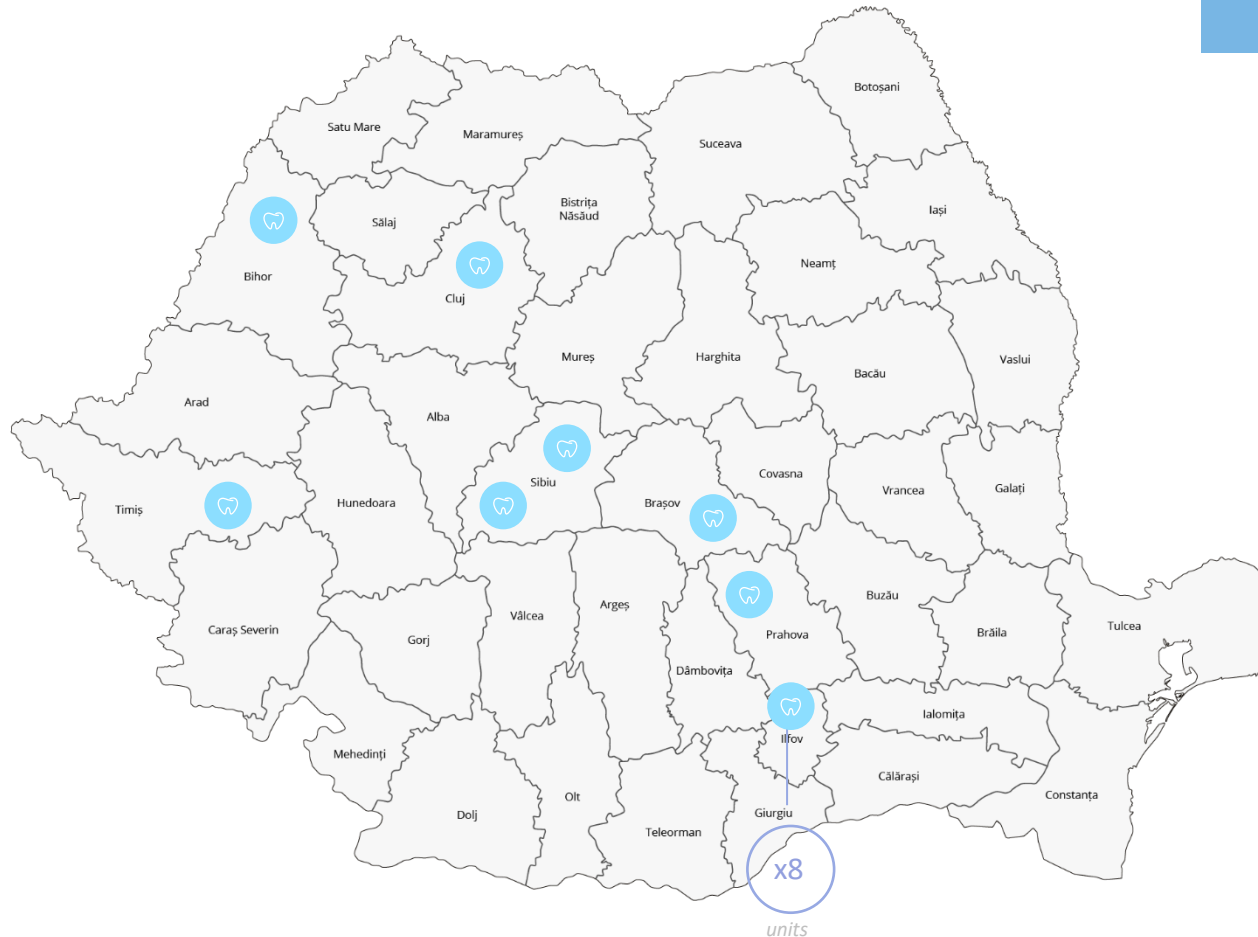 Botoșani
Satu Mare
Maramureș
Suceava
Bistrița
Năsăud
Iași
Sălaj
Neamț
Bihor
Cluj
Mureș
Harghita
Vaslui
Bacău
Arad
Alba
Covasna
Sibiu
Galați
Vrancea
Hunedoara
Brașov
Timiș
Buzău
Argeș
Vâlcea
Tulcea
Caraș Severin
Brăila
Prahova
Gorj
Dâmbovița
Ialomița
Ilfov
Mehedinți
Călărași
Constanța
Olt
Giurgiu
Dolj
Teleorman
x8
units